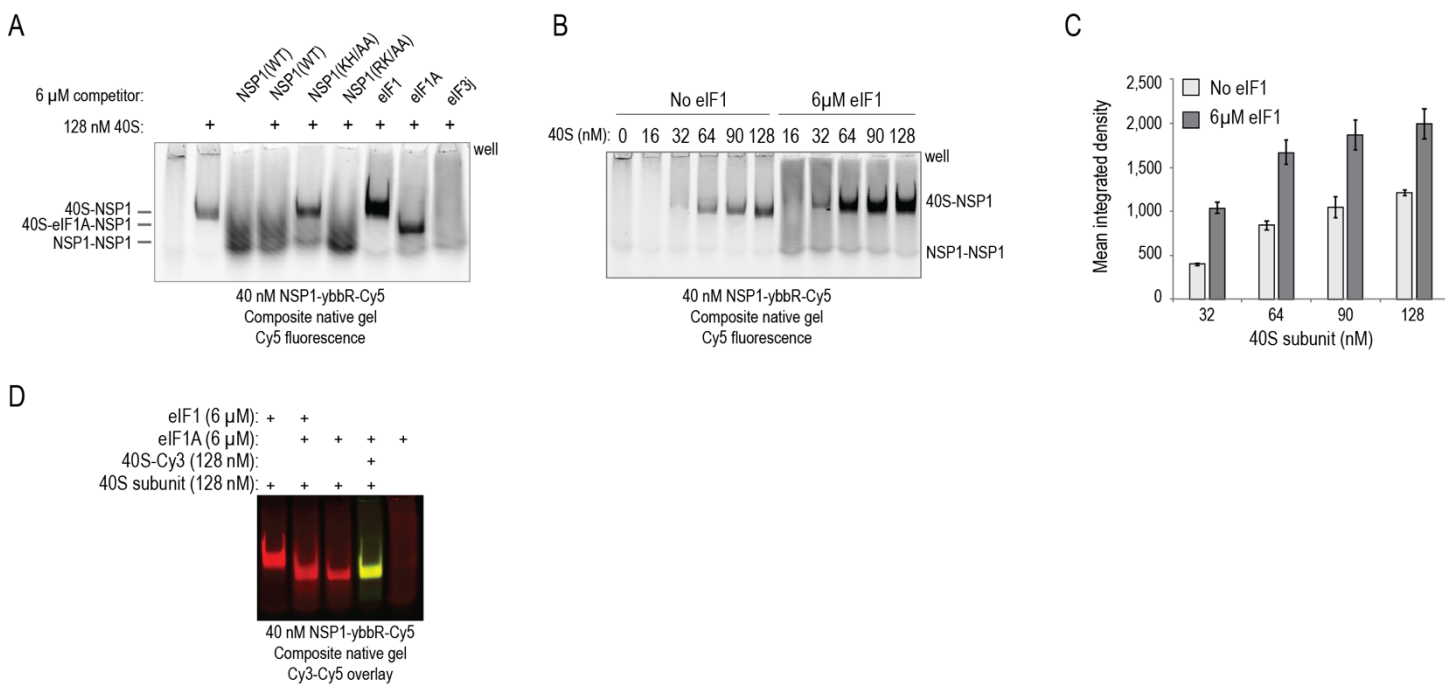 A
6 µM competitor:
NSP1(WT)
NSP1(WT)
NSP1(KH/AA)
NSP1(RK/AA)
eIF1
eIF1A
eIF3j
128 nM 40S: + + + + + + +
well
40S-NSP1
40S-eIF1A-NSP1
NSP1-NSP1
40 nM NSP1-ybbR-Cy5
Composite native gel
Cy5 fluorescence
B
No eIF1 6µM eIF1
40S (nM): 0 16 32 64 90 128 16 32 64 90 128
well
40S-NSP1
NSP1-NSP1
40 nM NSP1-ybbR-Cy5
Composite native gel
Cy5 fluorescence
C
No eIF1
6µM eIF1
Mean integrated density
2,500
2,000
1,500
1,000
500
0
32 64 90 128
40S subunit (nM)
D
eIF1 (6 µM): + +
eIF1A (6 µM): + + + +
40S-Cy3 (128 nM): +
40S subunit (128 nM): + + + +
40 nM NSP1-ybbR-Cy5
Composite native gel
Cy3-Cy5 overlay